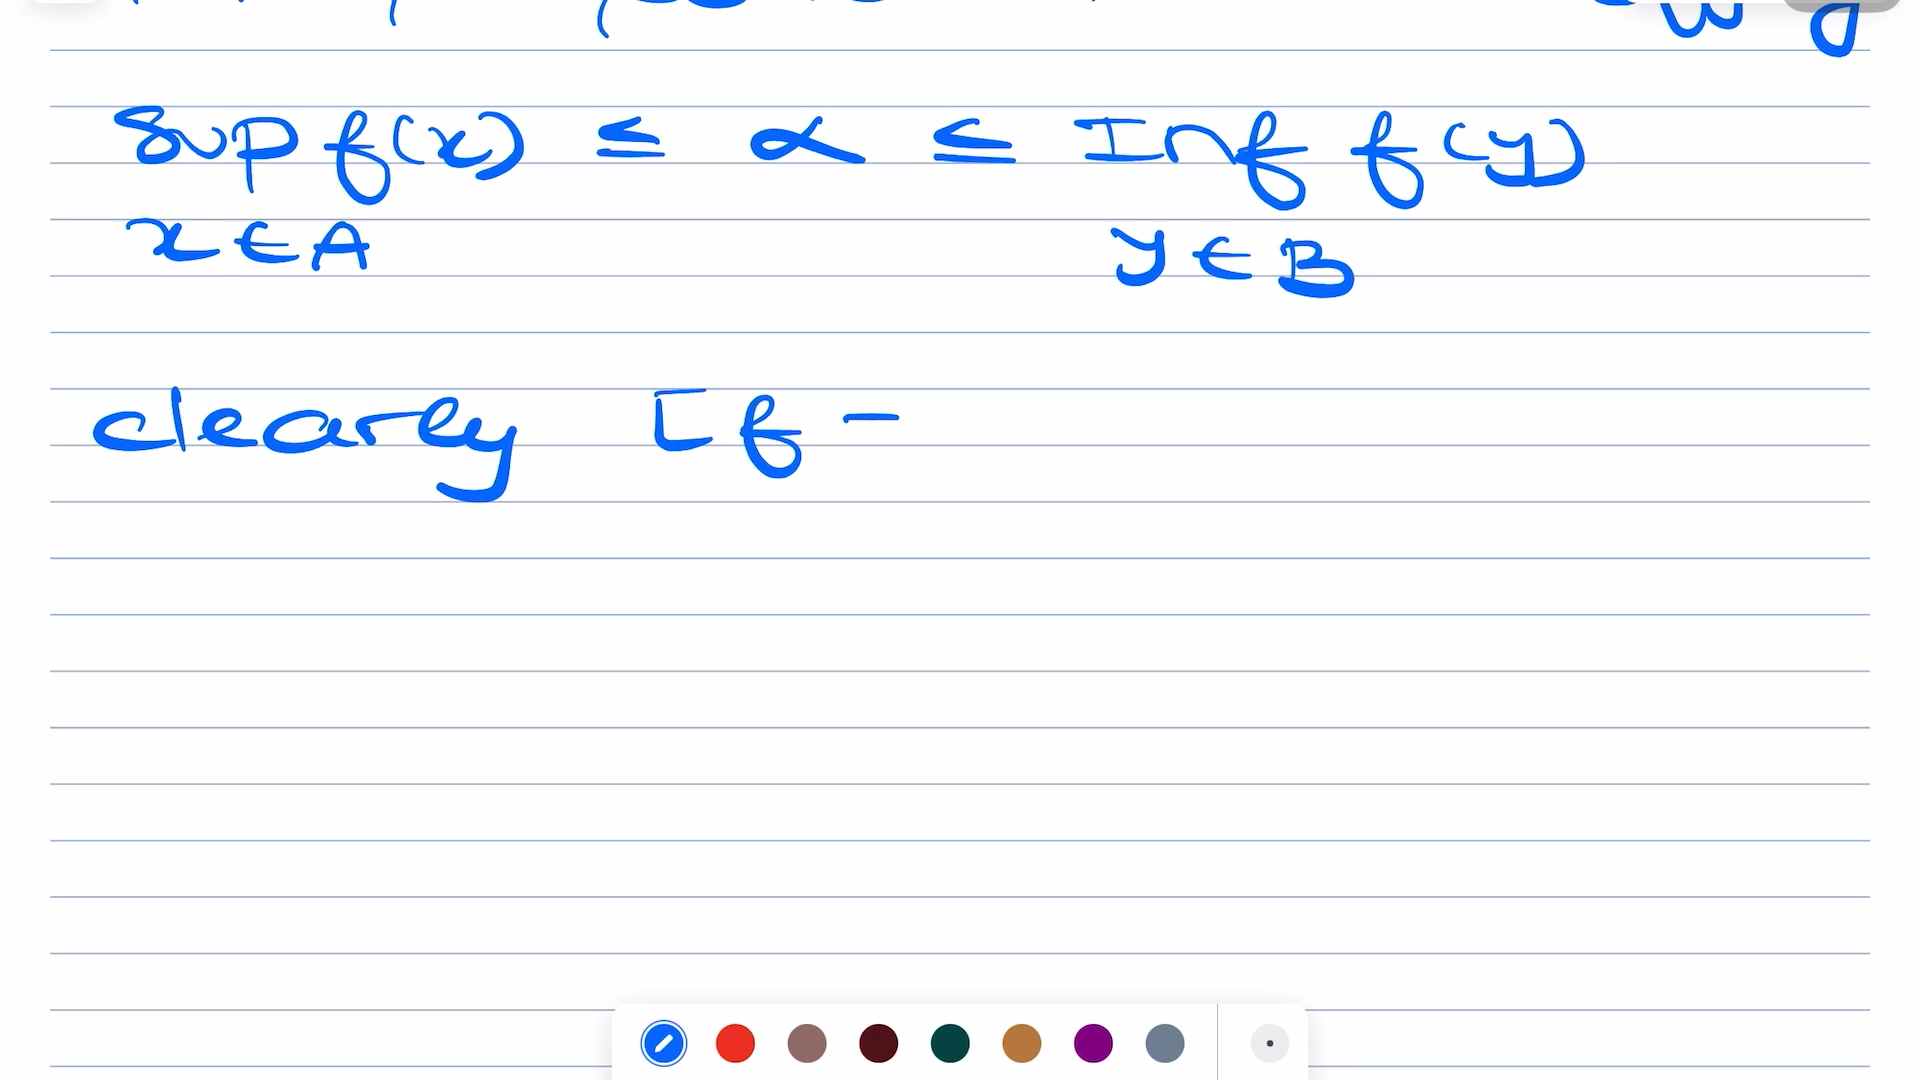 Sup f(x) ≤ α ≤ Inf f(y)
x ∈ A y ∈ B
clearly [f =